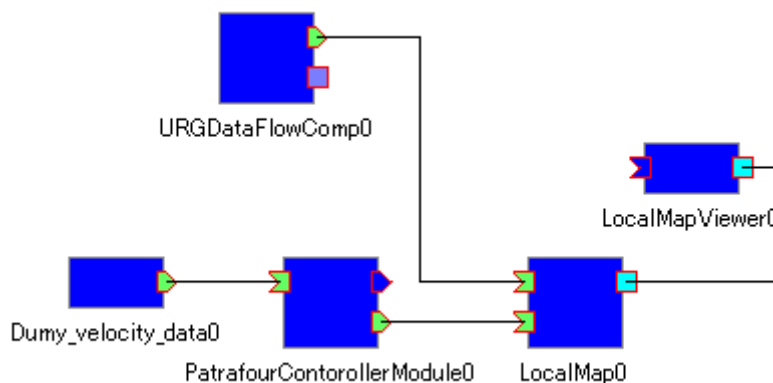 URGDataFlowComp0
LocalMapViewer0
Dumy_velocity_data0
PatrafourContorollerModule0
LocalMap0